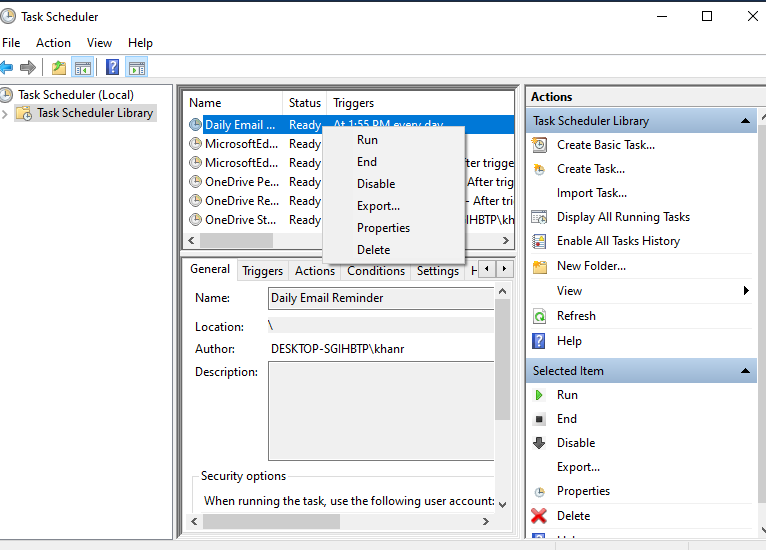 Task Scheduler
File Action View Help
Task Scheduler (Local)
Task Scheduler Library
Name Status Triggers
Daily Email ... Ready At 1:55 PM every day
MicrosoftEd... Ready
MicrosoftEd... Ready After trigge
OneDrive Pe... Ready After trig
OneDrive Re... Ready - After trig
OneDrive St... Ready GIHBTP\kh
Run
End
Disable
Export...
Properties
Delete
General Triggers Actions Conditions Settings H
Name: Daily Email Reminder
Location: \
Author: DESKTOP-SGIHBTP\khanr
Description:
Security options
When running the task, use the following user account:
Actions
Task Scheduler Library
Create Basic Task...
Create Task...
Import Task...
Display All Running Tasks
Enable All Tasks History
New Folder...
View
Refresh
Help
Selected Item
Run
End
Disable
Export...
Properties
Delete